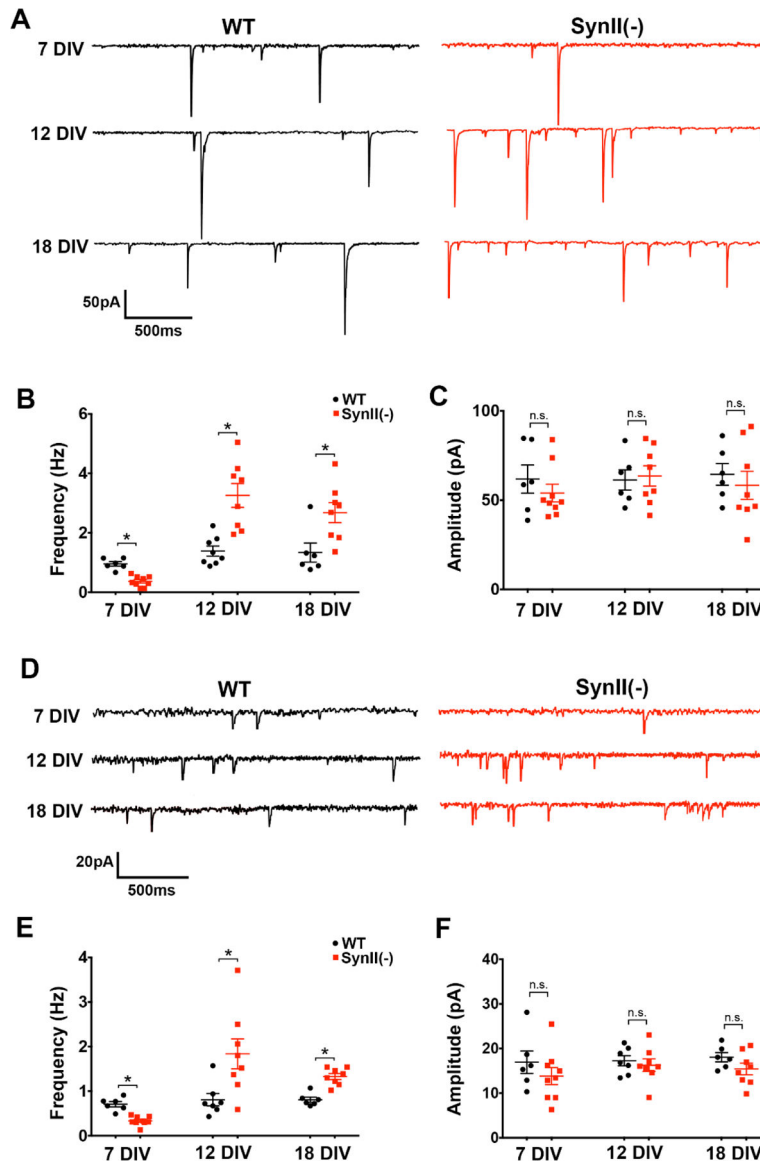 A
WT
SynII(-)
7 DIV
12 DIV
18 DIV
50pA
500ms
B
WT
SynII(-)
Frequency (Hz)
6
4
2
0
*
*
*
7 DIV 12 DIV 18 DIV
C
Amplitude (pA)
100
50
0
n.s. n.s. n.s.
7 DIV 12 DIV 18 DIV
D
WT
SynII(-)
7 DIV
12 DIV
18 DIV
20pA
500ms
E
WT
SynII(-)
Frequency (Hz)
4
3
2
1
0
*
*
*
7 DIV 12 DIV 18 DIV
F
Amplitude (pA)
40
30
20
10
0
n.s. n.s. n.s.
7 DIV 12 DIV 18 DIV